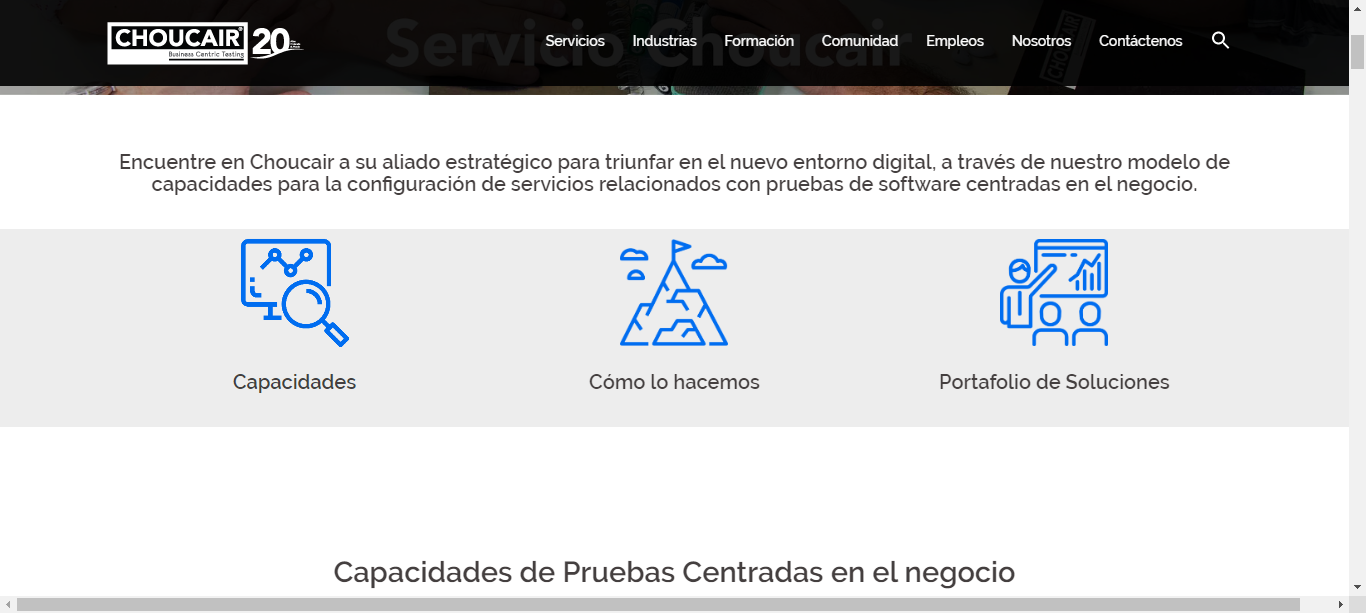 CHOUCAIR
Business Centric Testing
20
Servicio Choucair
Servicios Industrias Formación Comunidad Empleos Nosotros Contáctenos
Encuentre en Choucair a su aliado estratégico para triunfar en el nuevo entorno digital, a través de nuestro modelo de
capacidades para la configuración de servicios relacionados con pruebas de software centradas en el negocio.
Capacidades
Cómo lo hacemos
Portafolio de Soluciones
Capacidades de Pruebas Centradas en el negocio